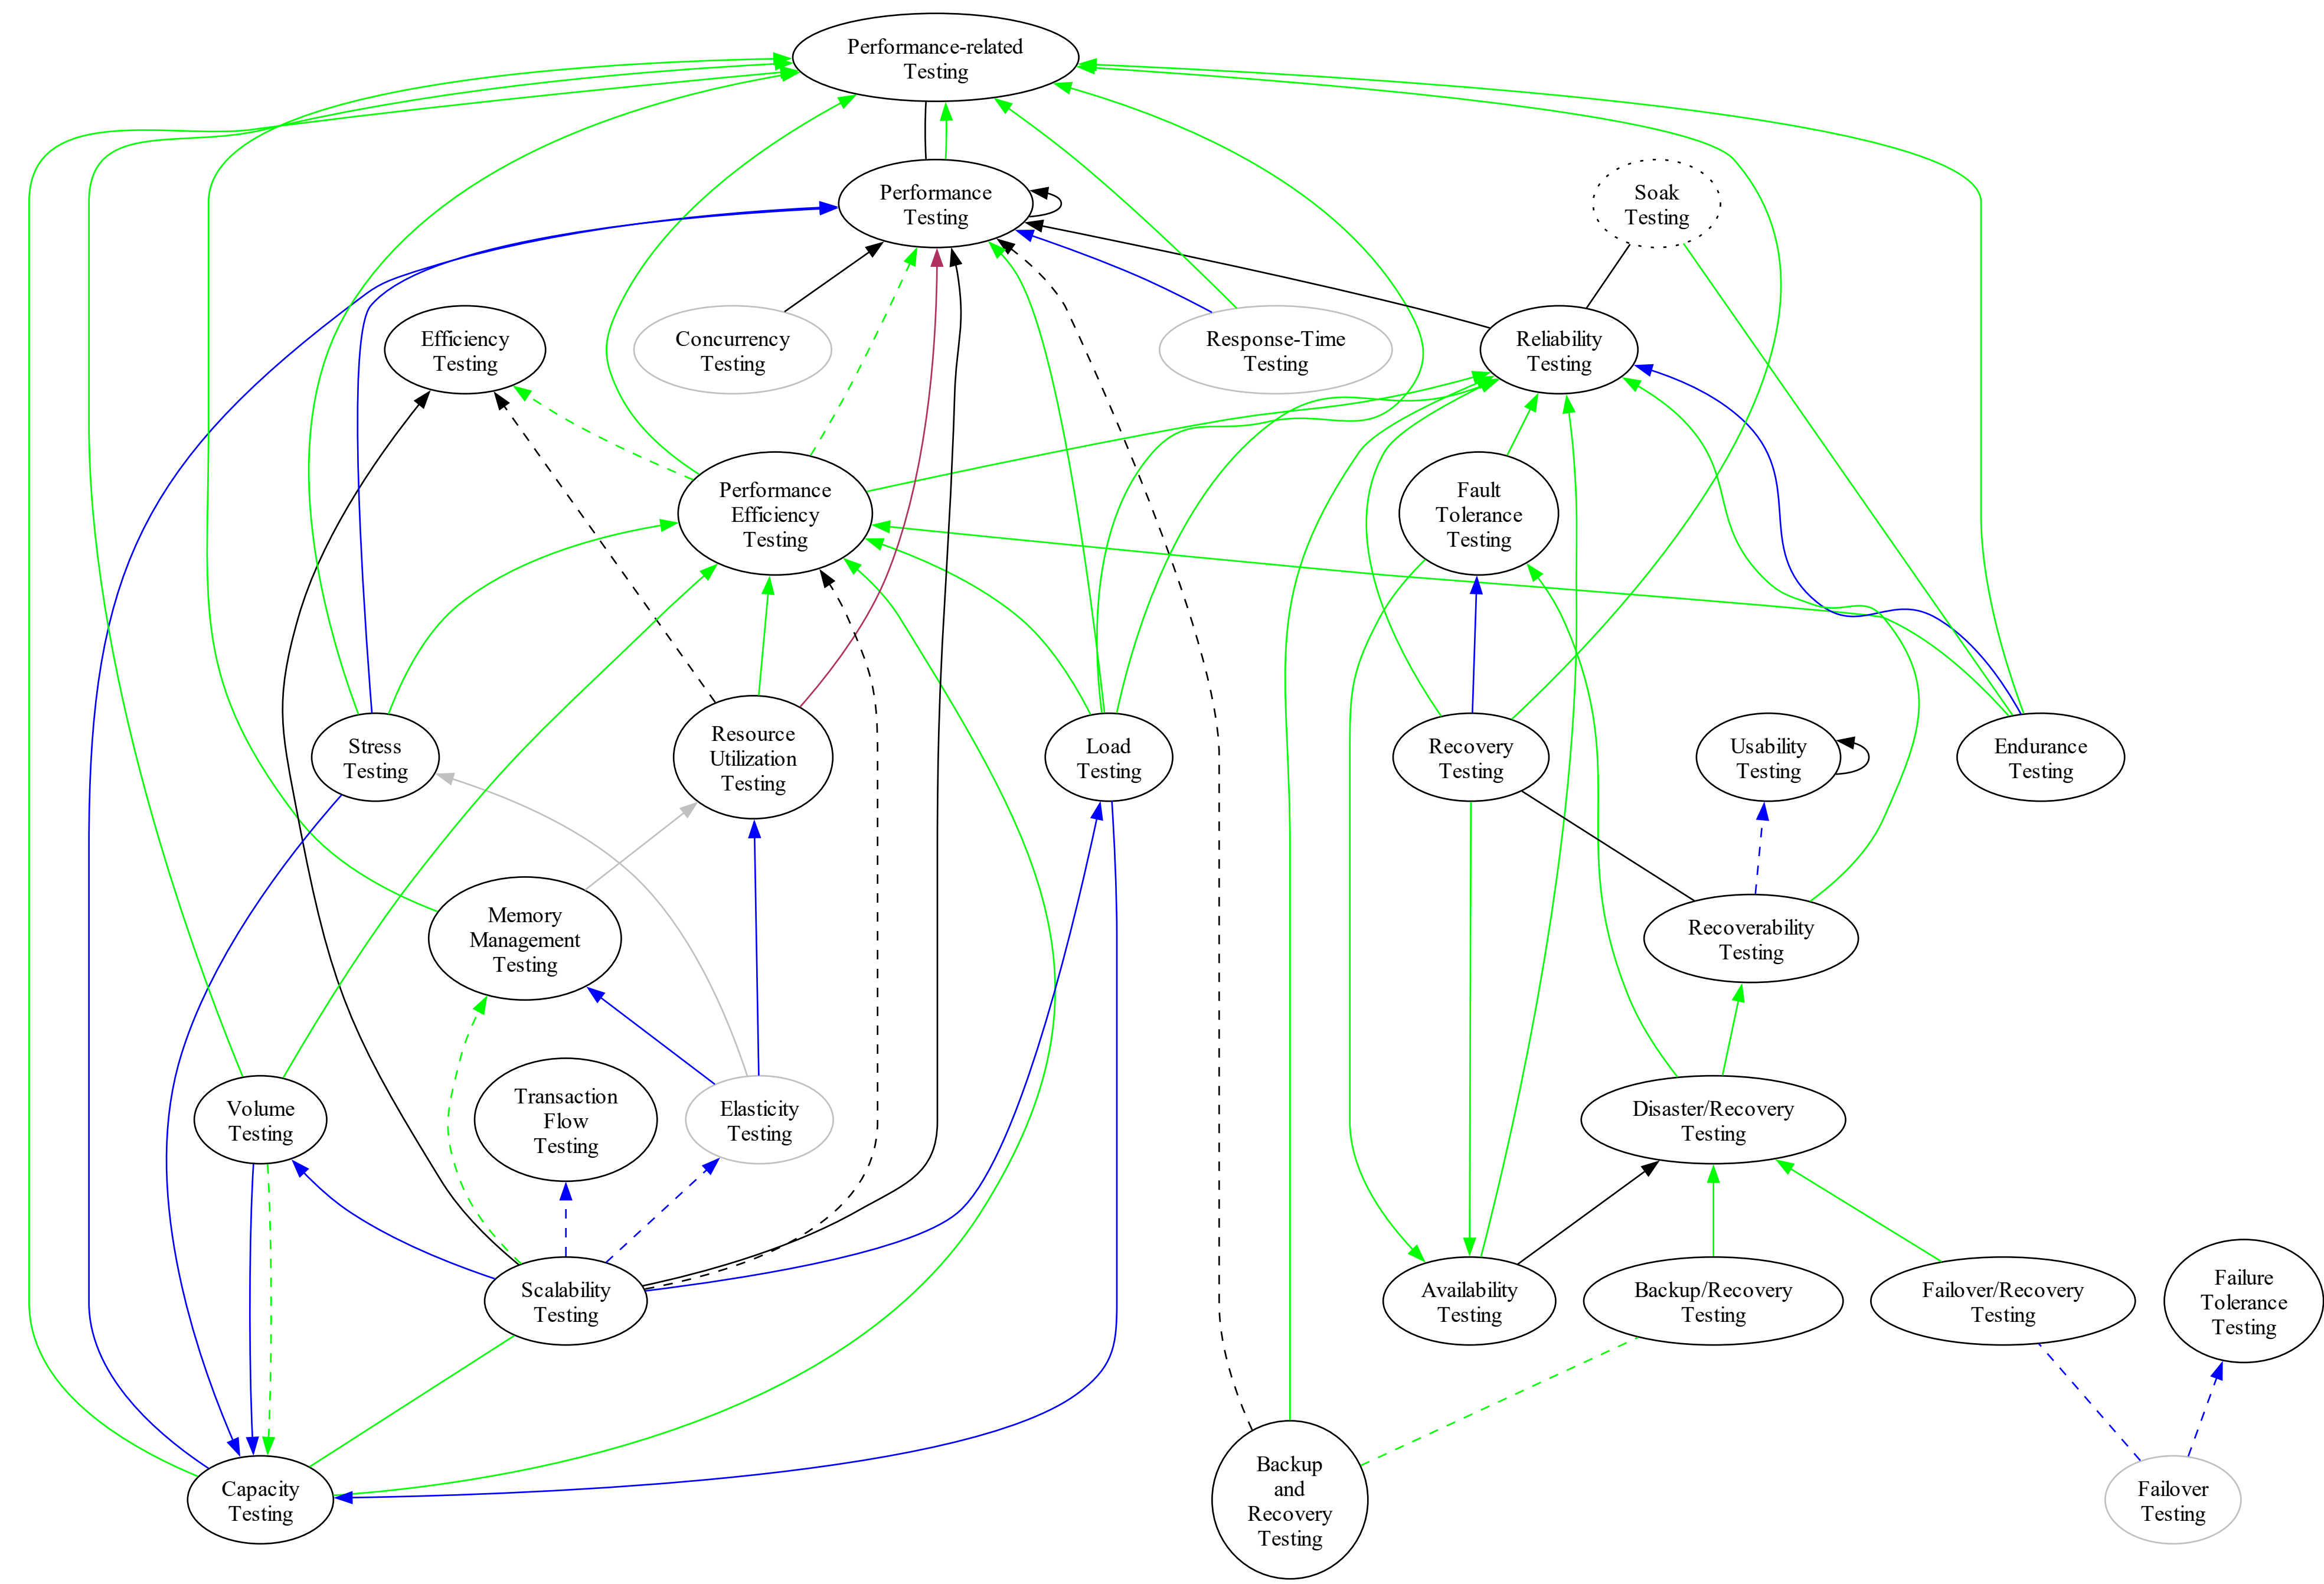 Performance-related
Testing
Performance
Testing
Soak
Testing
Efficiency
Testing
Concurrency
Testing
Response-Time
Testing
Reliability
Testing
Performance
Efficiency
Testing
Fault
Tolerance
Testing
Stress
Testing
Resource
Utilization
Testing
Load
Testing
Recovery
Testing
Usability
Testing
Endurance
Testing
Memory
Management
Testing
Recoverability
Testing
Volume
Testing
Transaction
Flow
Testing
Elasticity
Testing
Disaster/Recovery
Testing
Scalability
Testing
Availability
Testing
Backup/Recovery
Testing
Failover/Recovery
Testing
Failure
Tolerance
Testing
Capacity
Testing
Backup
and
Recovery
Testing
Failover
Testing